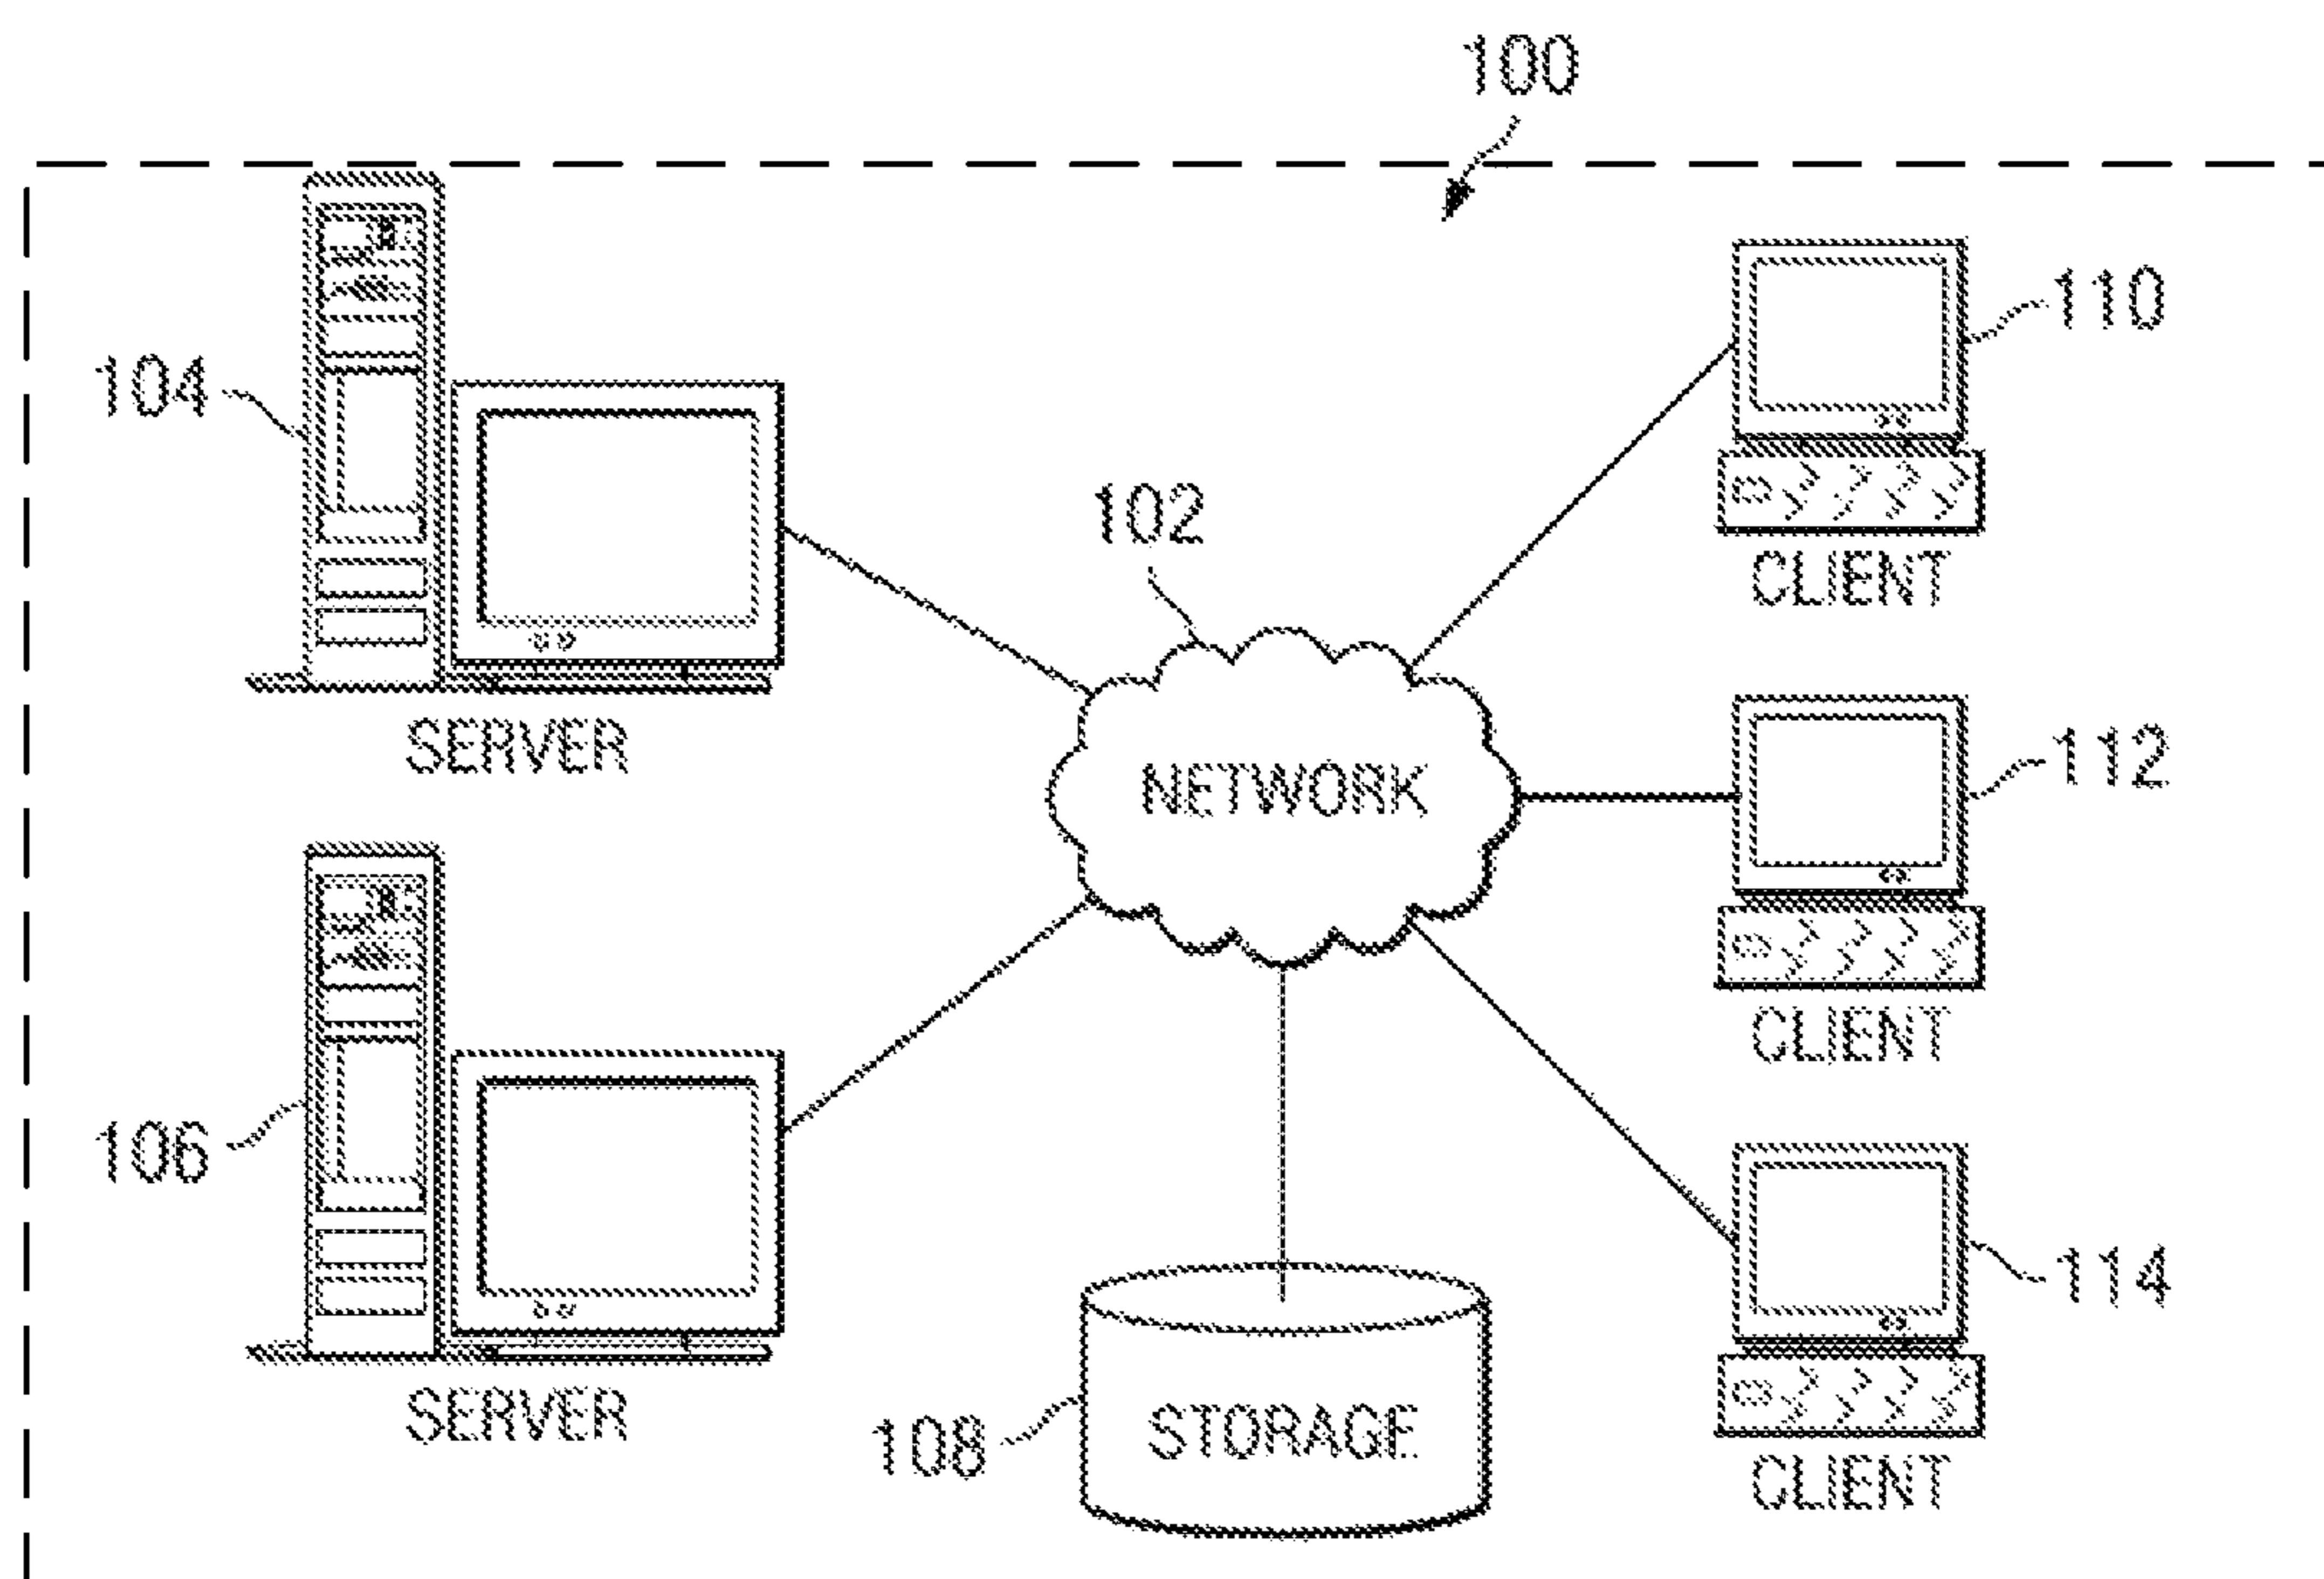 100
104
SERVER
102
NETWORK
110
CLIENT
112
CLIENT
106
SERVER
108
STORAGE
114
CLIENT